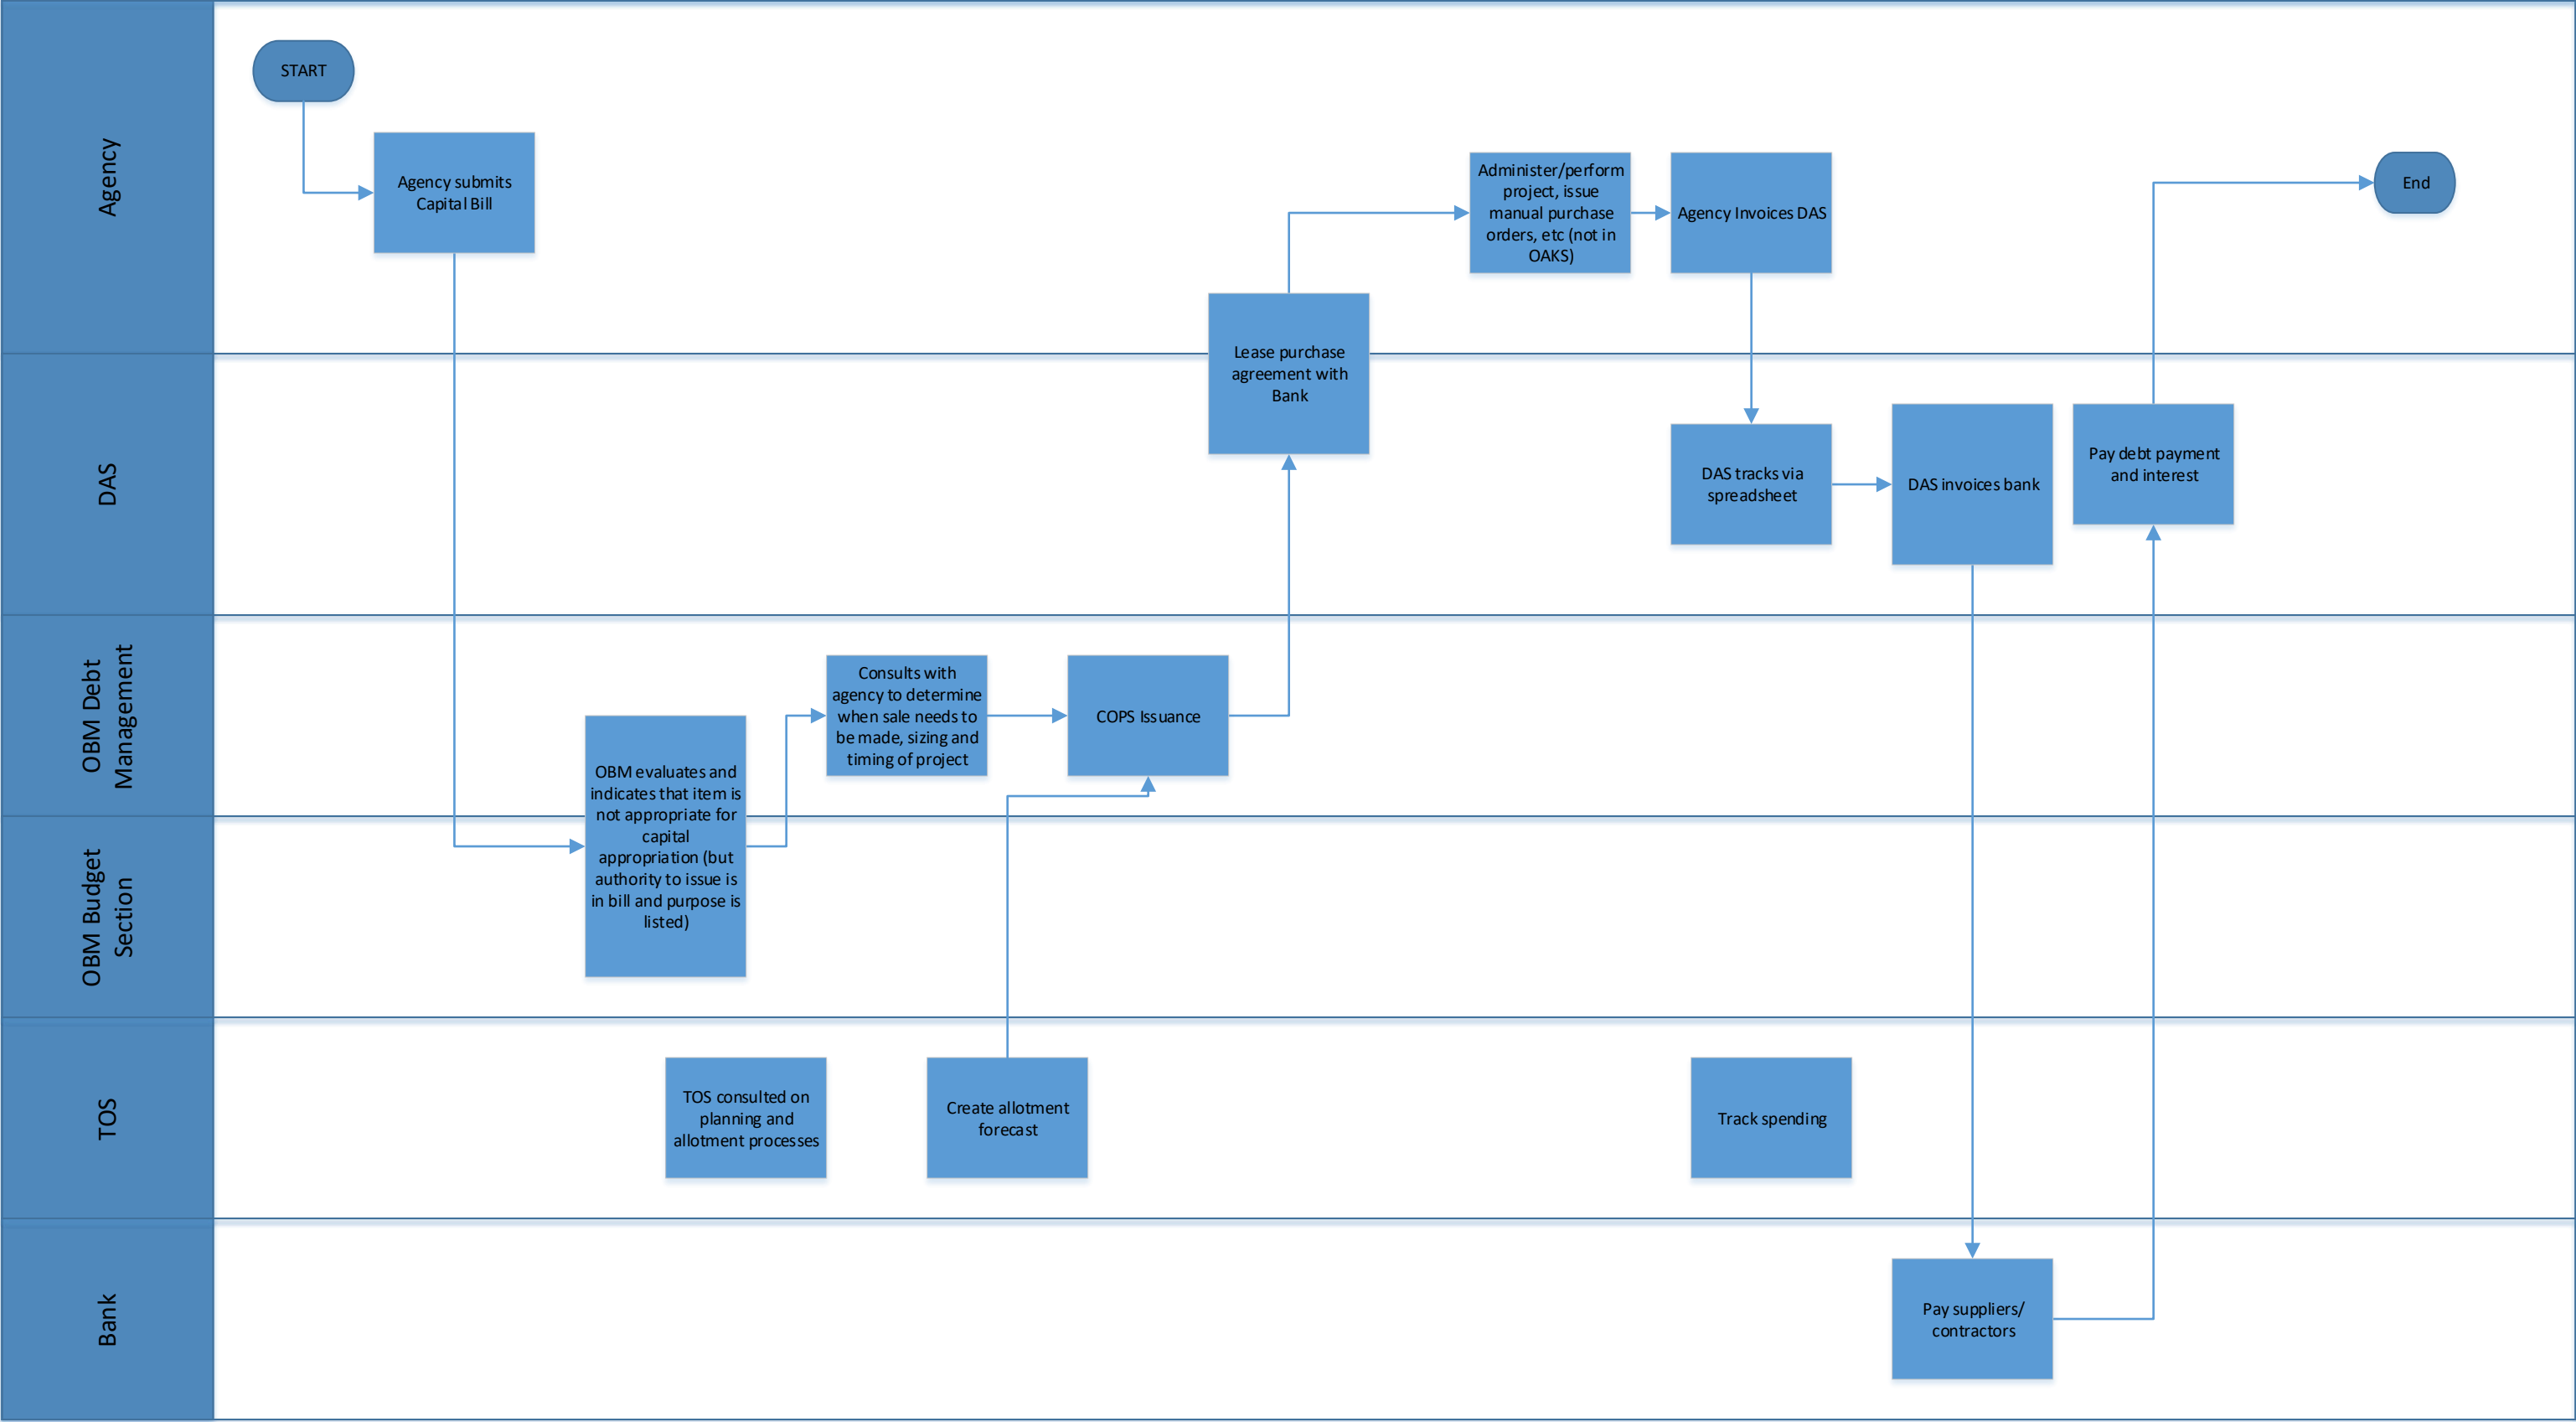 Agency
START
Agency submits
Capital Bill
Administer/perform
project, issue
manual purchase
orders, etc (not in
OAKS)
Agency Invoices DAS
End
DAS
Lease purchase
agreement with
Bank
DAS tracks via
spreadsheet
DAS invoices bank
Pay debt payment
and interest
OBM Debt
Management
OBM evaluates and
indicates that item is
not appropriate for
capital
appropriation (but
authority to issue is
in bill and purpose is
listed)
Consults with
agency to determine
when sale needs to
be made, sizing and
timing of project
COPS Issuance
OBM Budget
Section
TOS
TOS consulted on
planning and
allotment processes
Create allotment
forecast
Track spending
Bank
Pay suppliers/
contractors